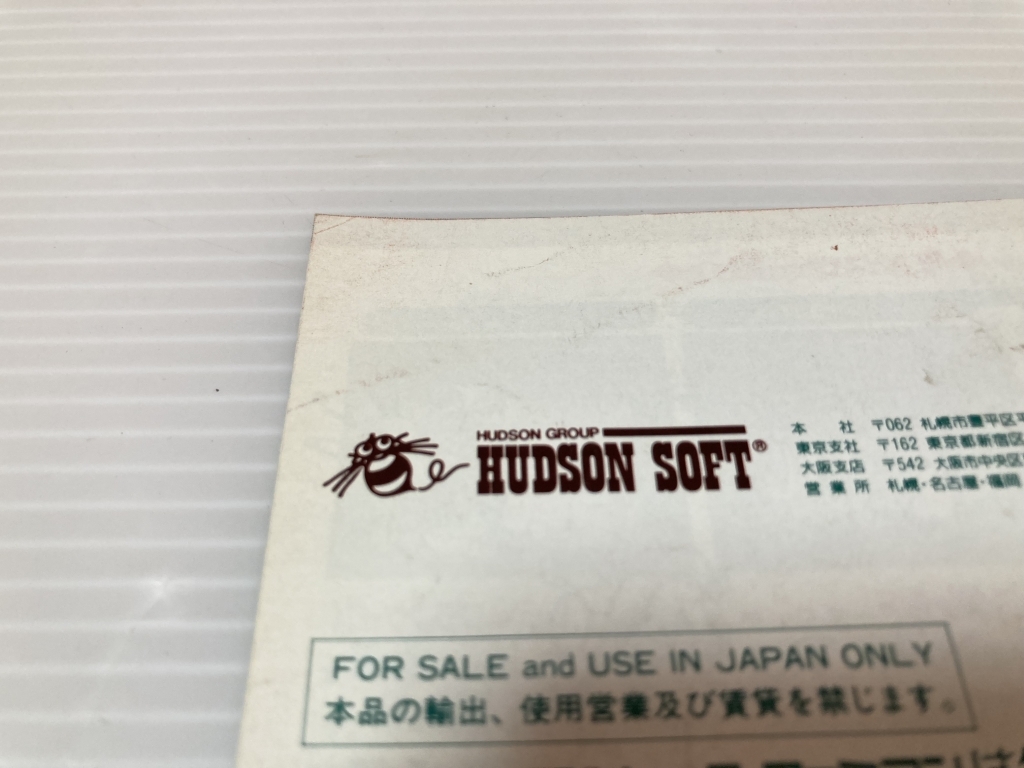 HUDSON GROUP
HUDSON SOFT®
本 社 〒062 札幌市豊平区平
東京支社 〒162 東京都新宿区
大阪支店 〒542 大阪市中央区
営業所 札幌・名古屋・福岡
FOR SALE and USE IN JAPAN ONLY
本品の輸出、使用営業及び賃貸を禁じます。